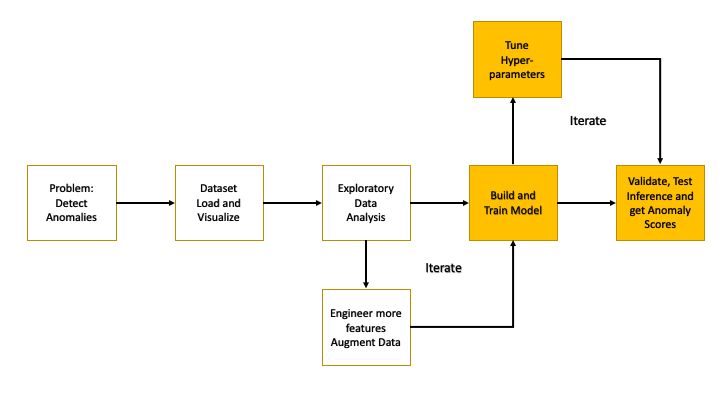 Tune
Hyper-
parameters
Iterate
Problem:
Detect
Anomalies
Dataset
Load and
Visualize
Exploratory
Data
Analysis
Build and
Train Model
Validate, Test
Inference and
get Anomaly
Scores
Iterate
Engineer more
features
Augment Data